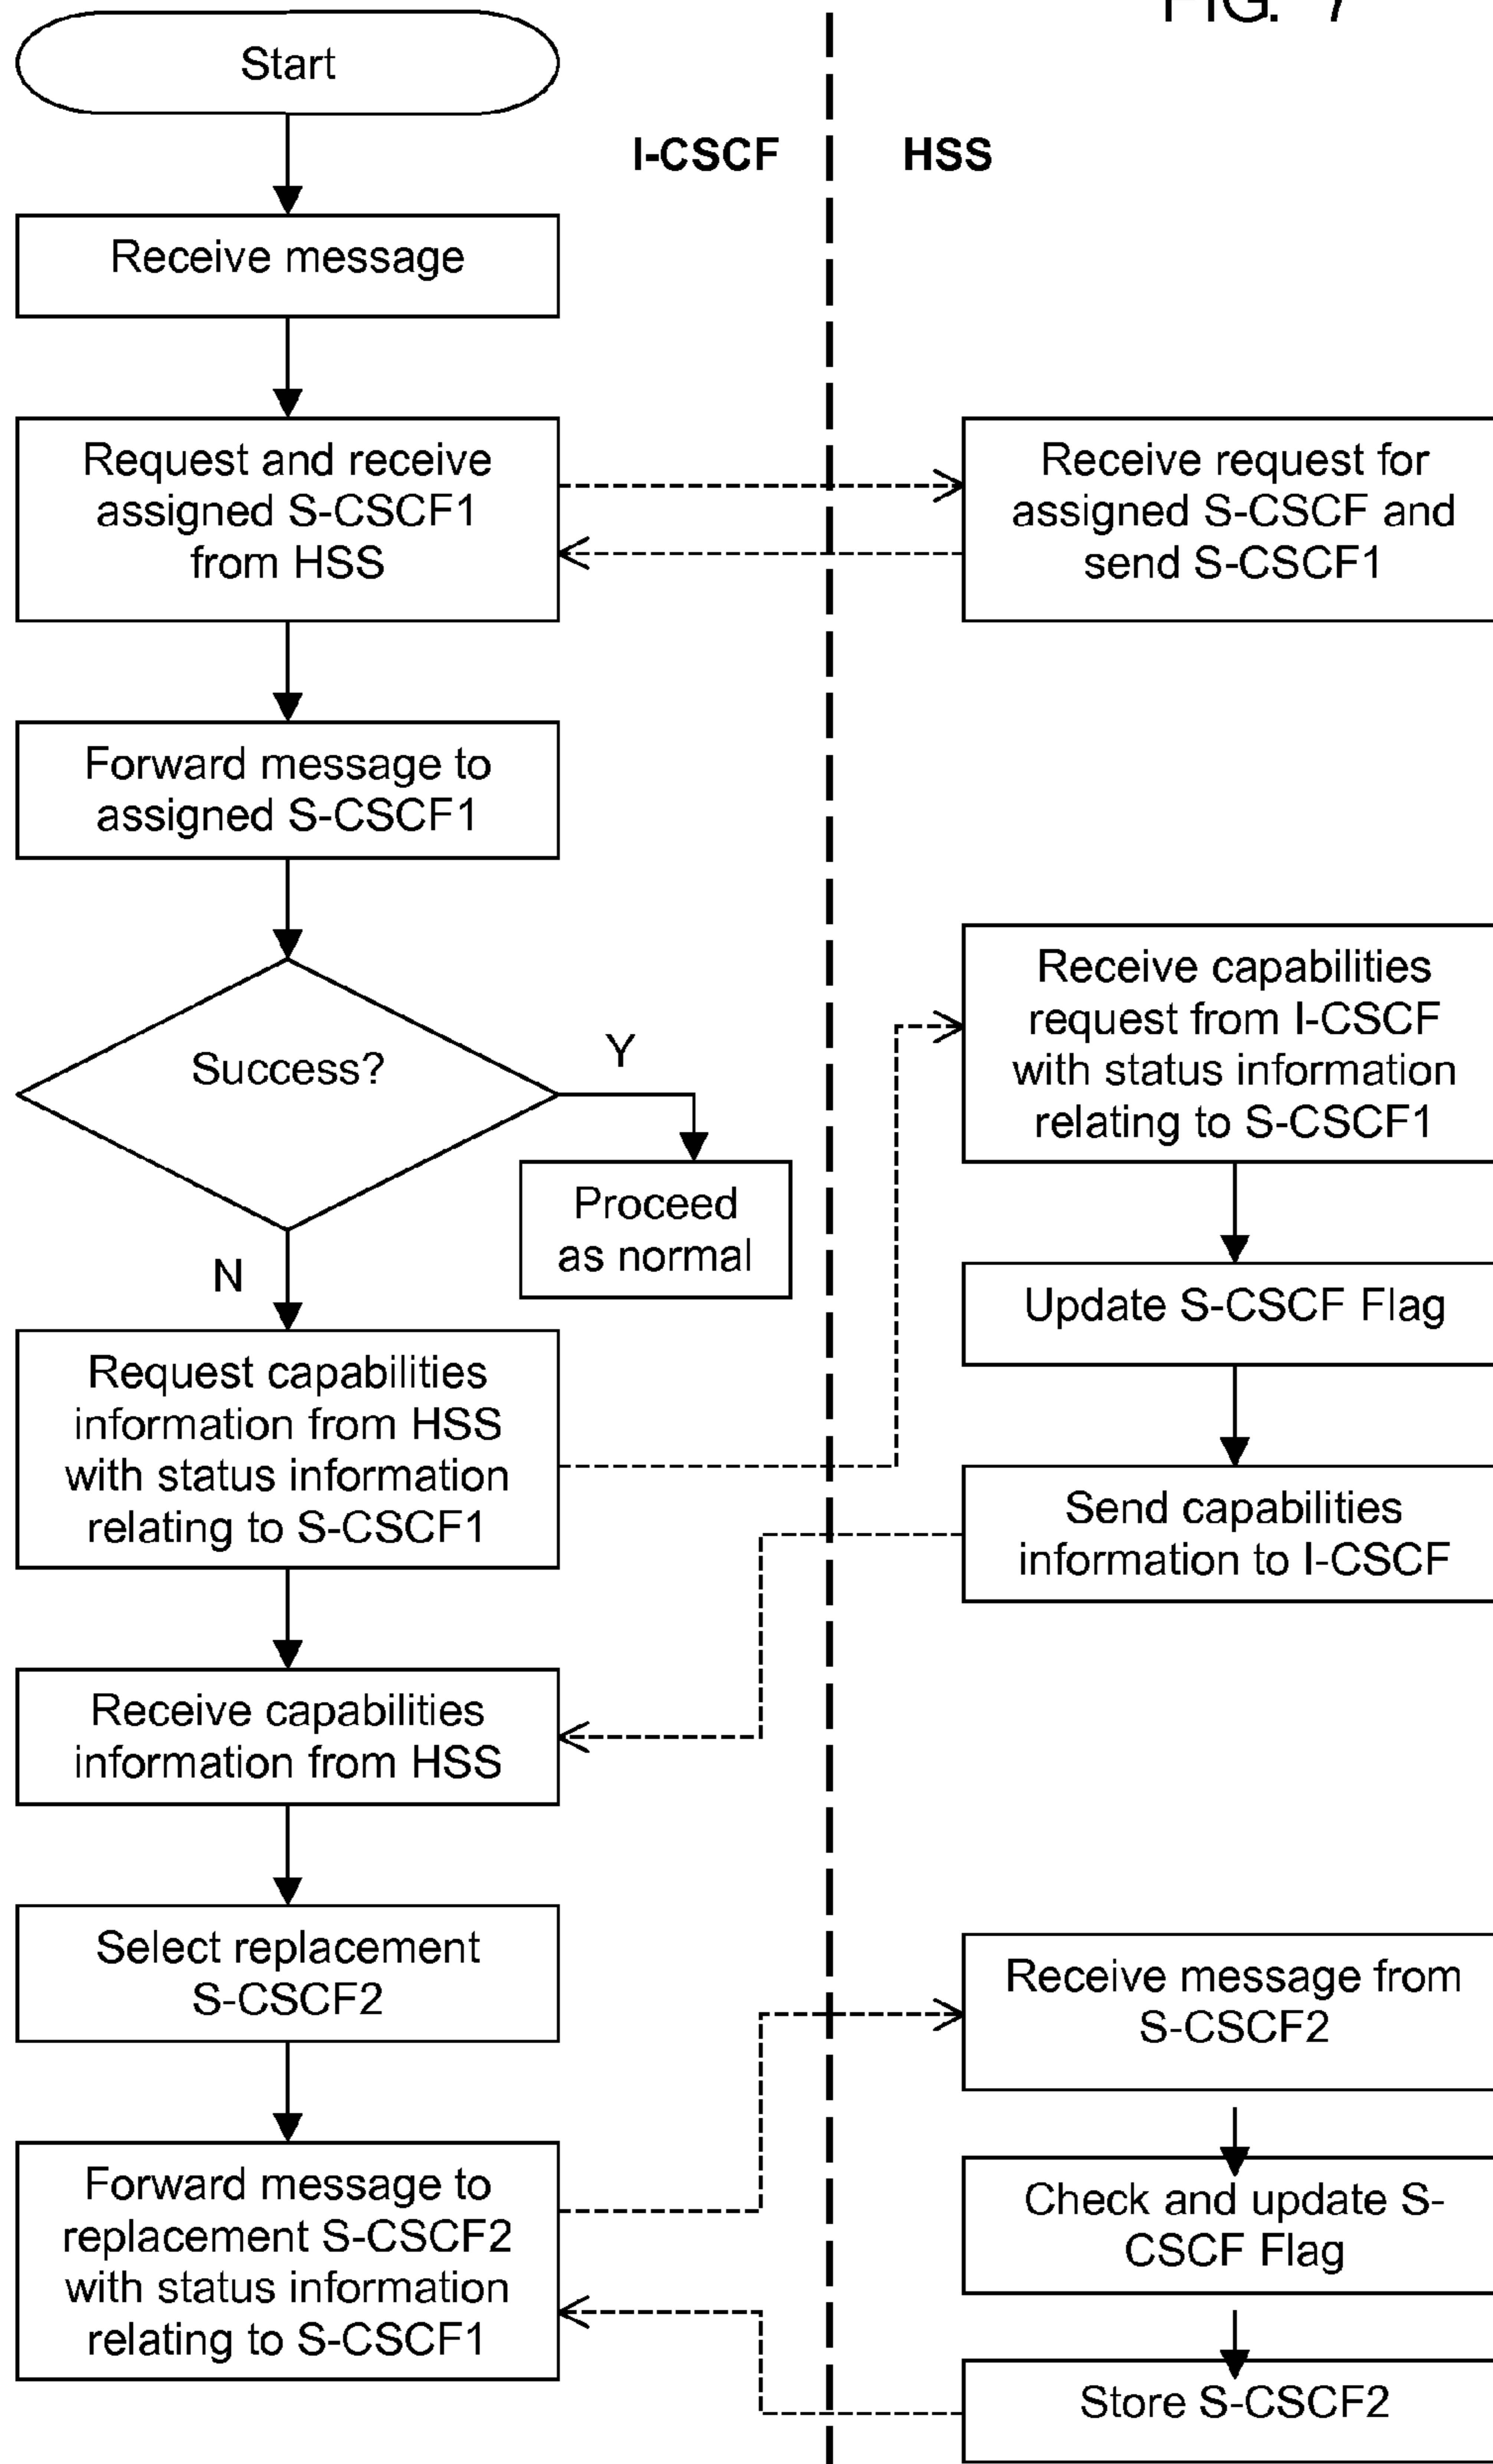 FIG. 7
Start
I-CSCF
HSS
Receive message
Request and receive
assigned S-CSCF1
from HSS
Receive request for
assigned S-CSCF and
send S-CSCF1
Forward message to
assigned S-CSCF1
Success?
Y
N
Proceed
as normal
Receive capabilities
request from I-CSCF
with status information
relating to S-CSCF1
Update S-CSCF Flag
Request capabilities
information from HSS
with status information
relating to S-CSCF1
Send capabilities
information to I-CSCF
Receive capabilities
information from HSS
Select replacement
S-CSCF2
Receive message from
S-CSCF2
Forward message to
replacement S-CSCF2
with status information
relating to S-CSCF1
Check and update S-
CSCF Flag
Store S-CSCF2